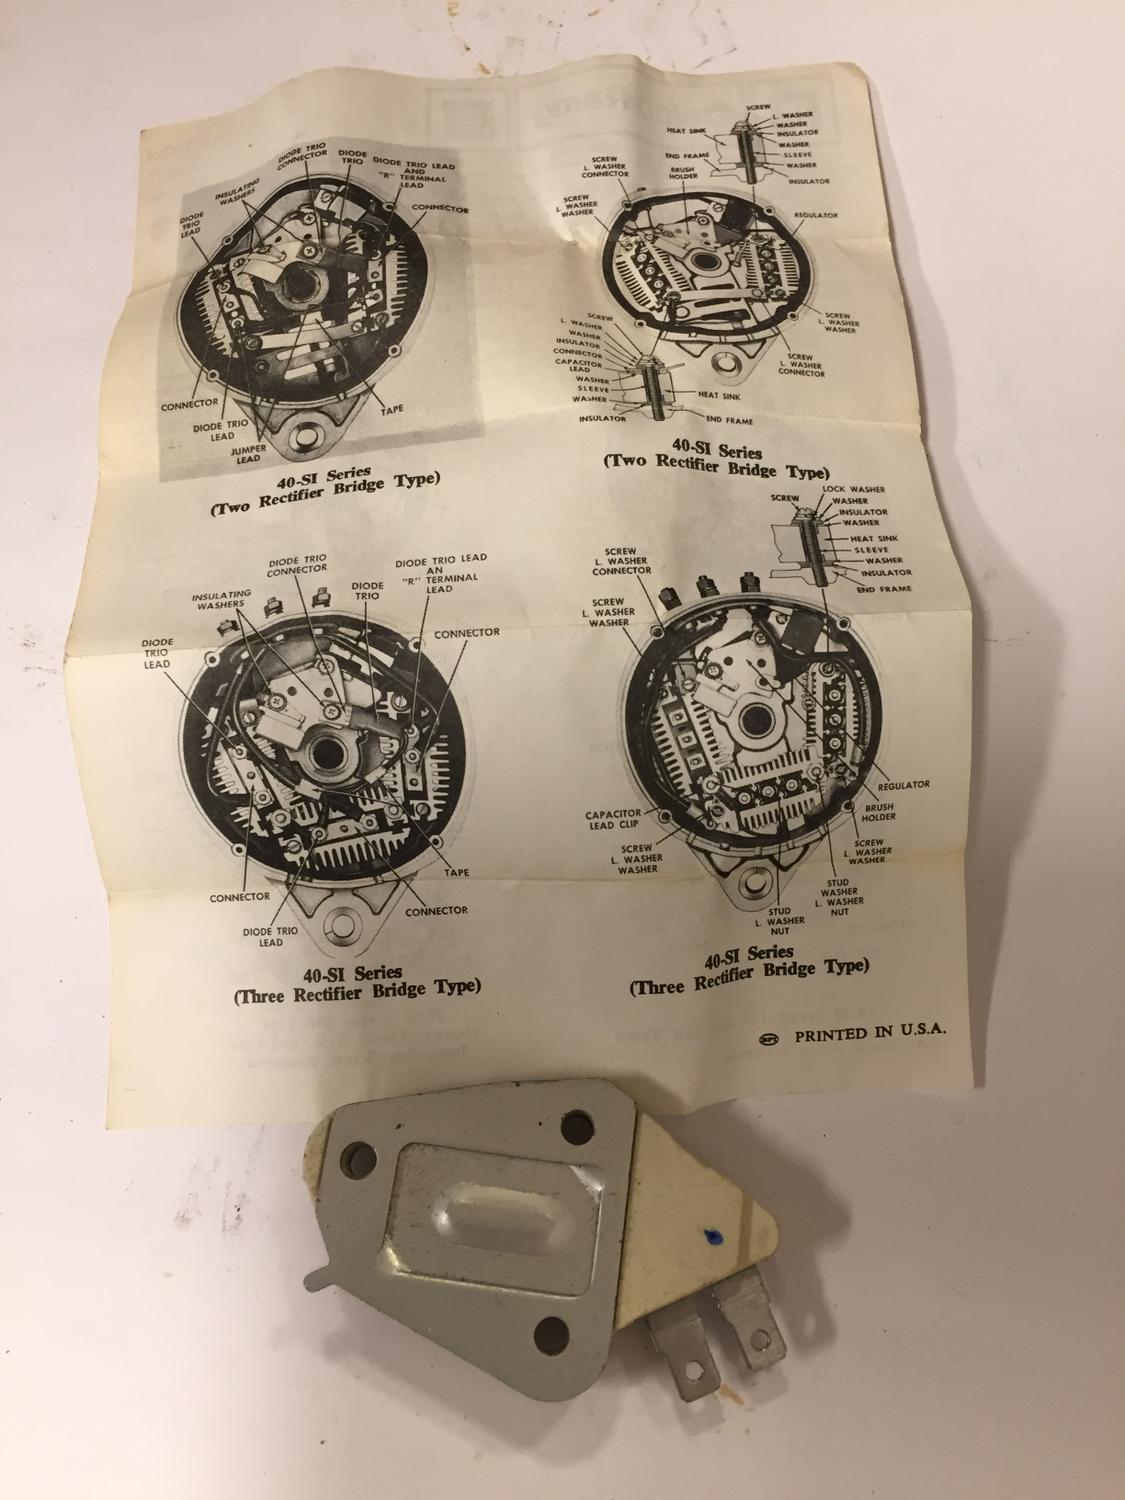 DIODE TRIO
CONNECTOR
DIODE
TRIO
DIODE TRIO LEAD
AND
"R" TERMINAL
LEAD
INSULATING
WASHERS
DIODE
TRIO
LEAD
CONNECTOR
CONNECTOR
DIODE TRIO
LEAD
JUMPER
LEAD
TAPE
40-SI Series
(Two Rectifier Bridge Type)
SCREW
L. WASHER
WASHER
INSULATOR
WASHER
SLEEVE
WASHER
INSULATOR
HEAT SINK
END FRAME
BRUSH
HOLDER
SCREW
L. WASHER
CONNECTOR
SCREW
L. WASHER
WASHER
REGULATOR
SCREW
L. WASHER
WASHER
INSULATOR
CONNECTOR
CAPACITOR
LEAD
WASHER
SLEEVE
WASHER
INSULATOR
HEAT SINK
END FRAME
SCREW
L. WASHER
WASHER
SCREW
L. WASHER
CONNECTOR
40-SI Series
(Two Rectifier Bridge Type)
DIODE TRIO
CONNECTOR
DIODE
TRIO
DIODE TRIO LEAD
AN
"R" TERMINAL
LEAD
INSULATING
WASHERS
DIODE
TRIO
LEAD
CONNECTOR
CONNECTOR
DIODE TRIO
LEAD
CONNECTOR
TAPE
40-SI Series
(Three Rectifier Bridge Type)
SCREW
LOCK WASHER
WASHER
INSULATOR
WASHER
HEAT SINK
SLEEVE
WASHER
INSULATOR
END FRAME
SCREW
L. WASHER
CONNECTOR
SCREW
L. WASHER
WASHER
CAPACITOR
LEAD CLIP
SCREW
L. WASHER
WASHER
REGULATOR
BRUSH
HOLDER
SCREW
L. WASHER
WASHER
STUD
WASHER
L. WASHER
NUT
STUD
L. WASHER
NUT
40-SI Series
(Three Rectifier Bridge Type)
BPI PRINTED IN U.S.A.